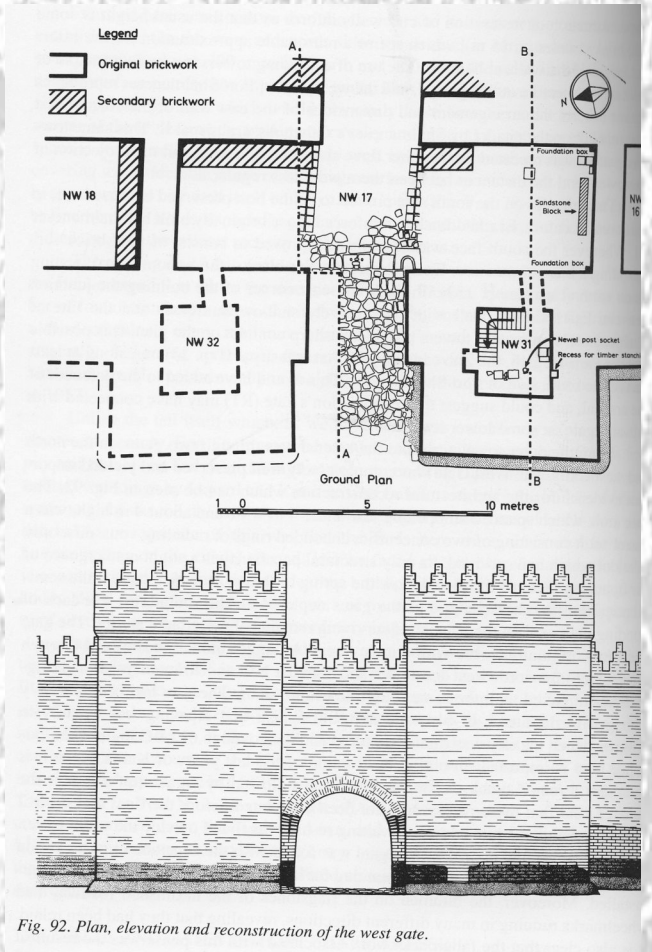 Legend
Original brickwork
Secondary brickwork
A
B
N
NW 18
NW 17
Foundation box
Sandstone
Block
NW
16
Foundation box
NW 32
NW 31
Newel post socket
Recess for timber stanch
A
B
Ground Plan
1 0 5 10 metres
Fig. 92. Plan, elevation and reconstruction of the west gate.